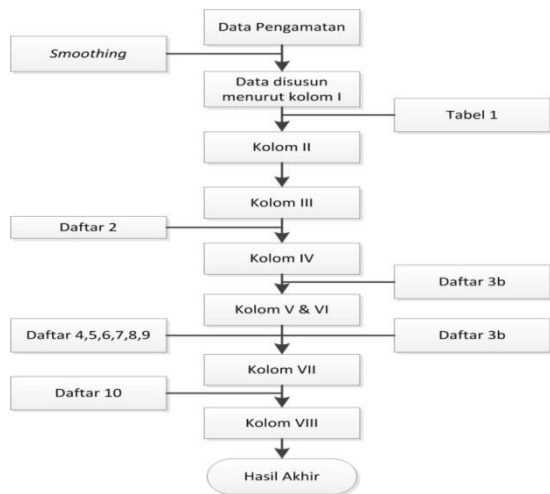 Data Pengamatan
Smoothing
Data disusun
menurut kolom I
Tabel 1
Kolom II
Kolom III
Daftar 2
Kolom IV
Daftar 3b
Kolom V & VI
Daftar 4,5,6,7,8,9
Daftar 3b
Kolom VII
Daftar 10
Kolom VIII
Hasil Akhir